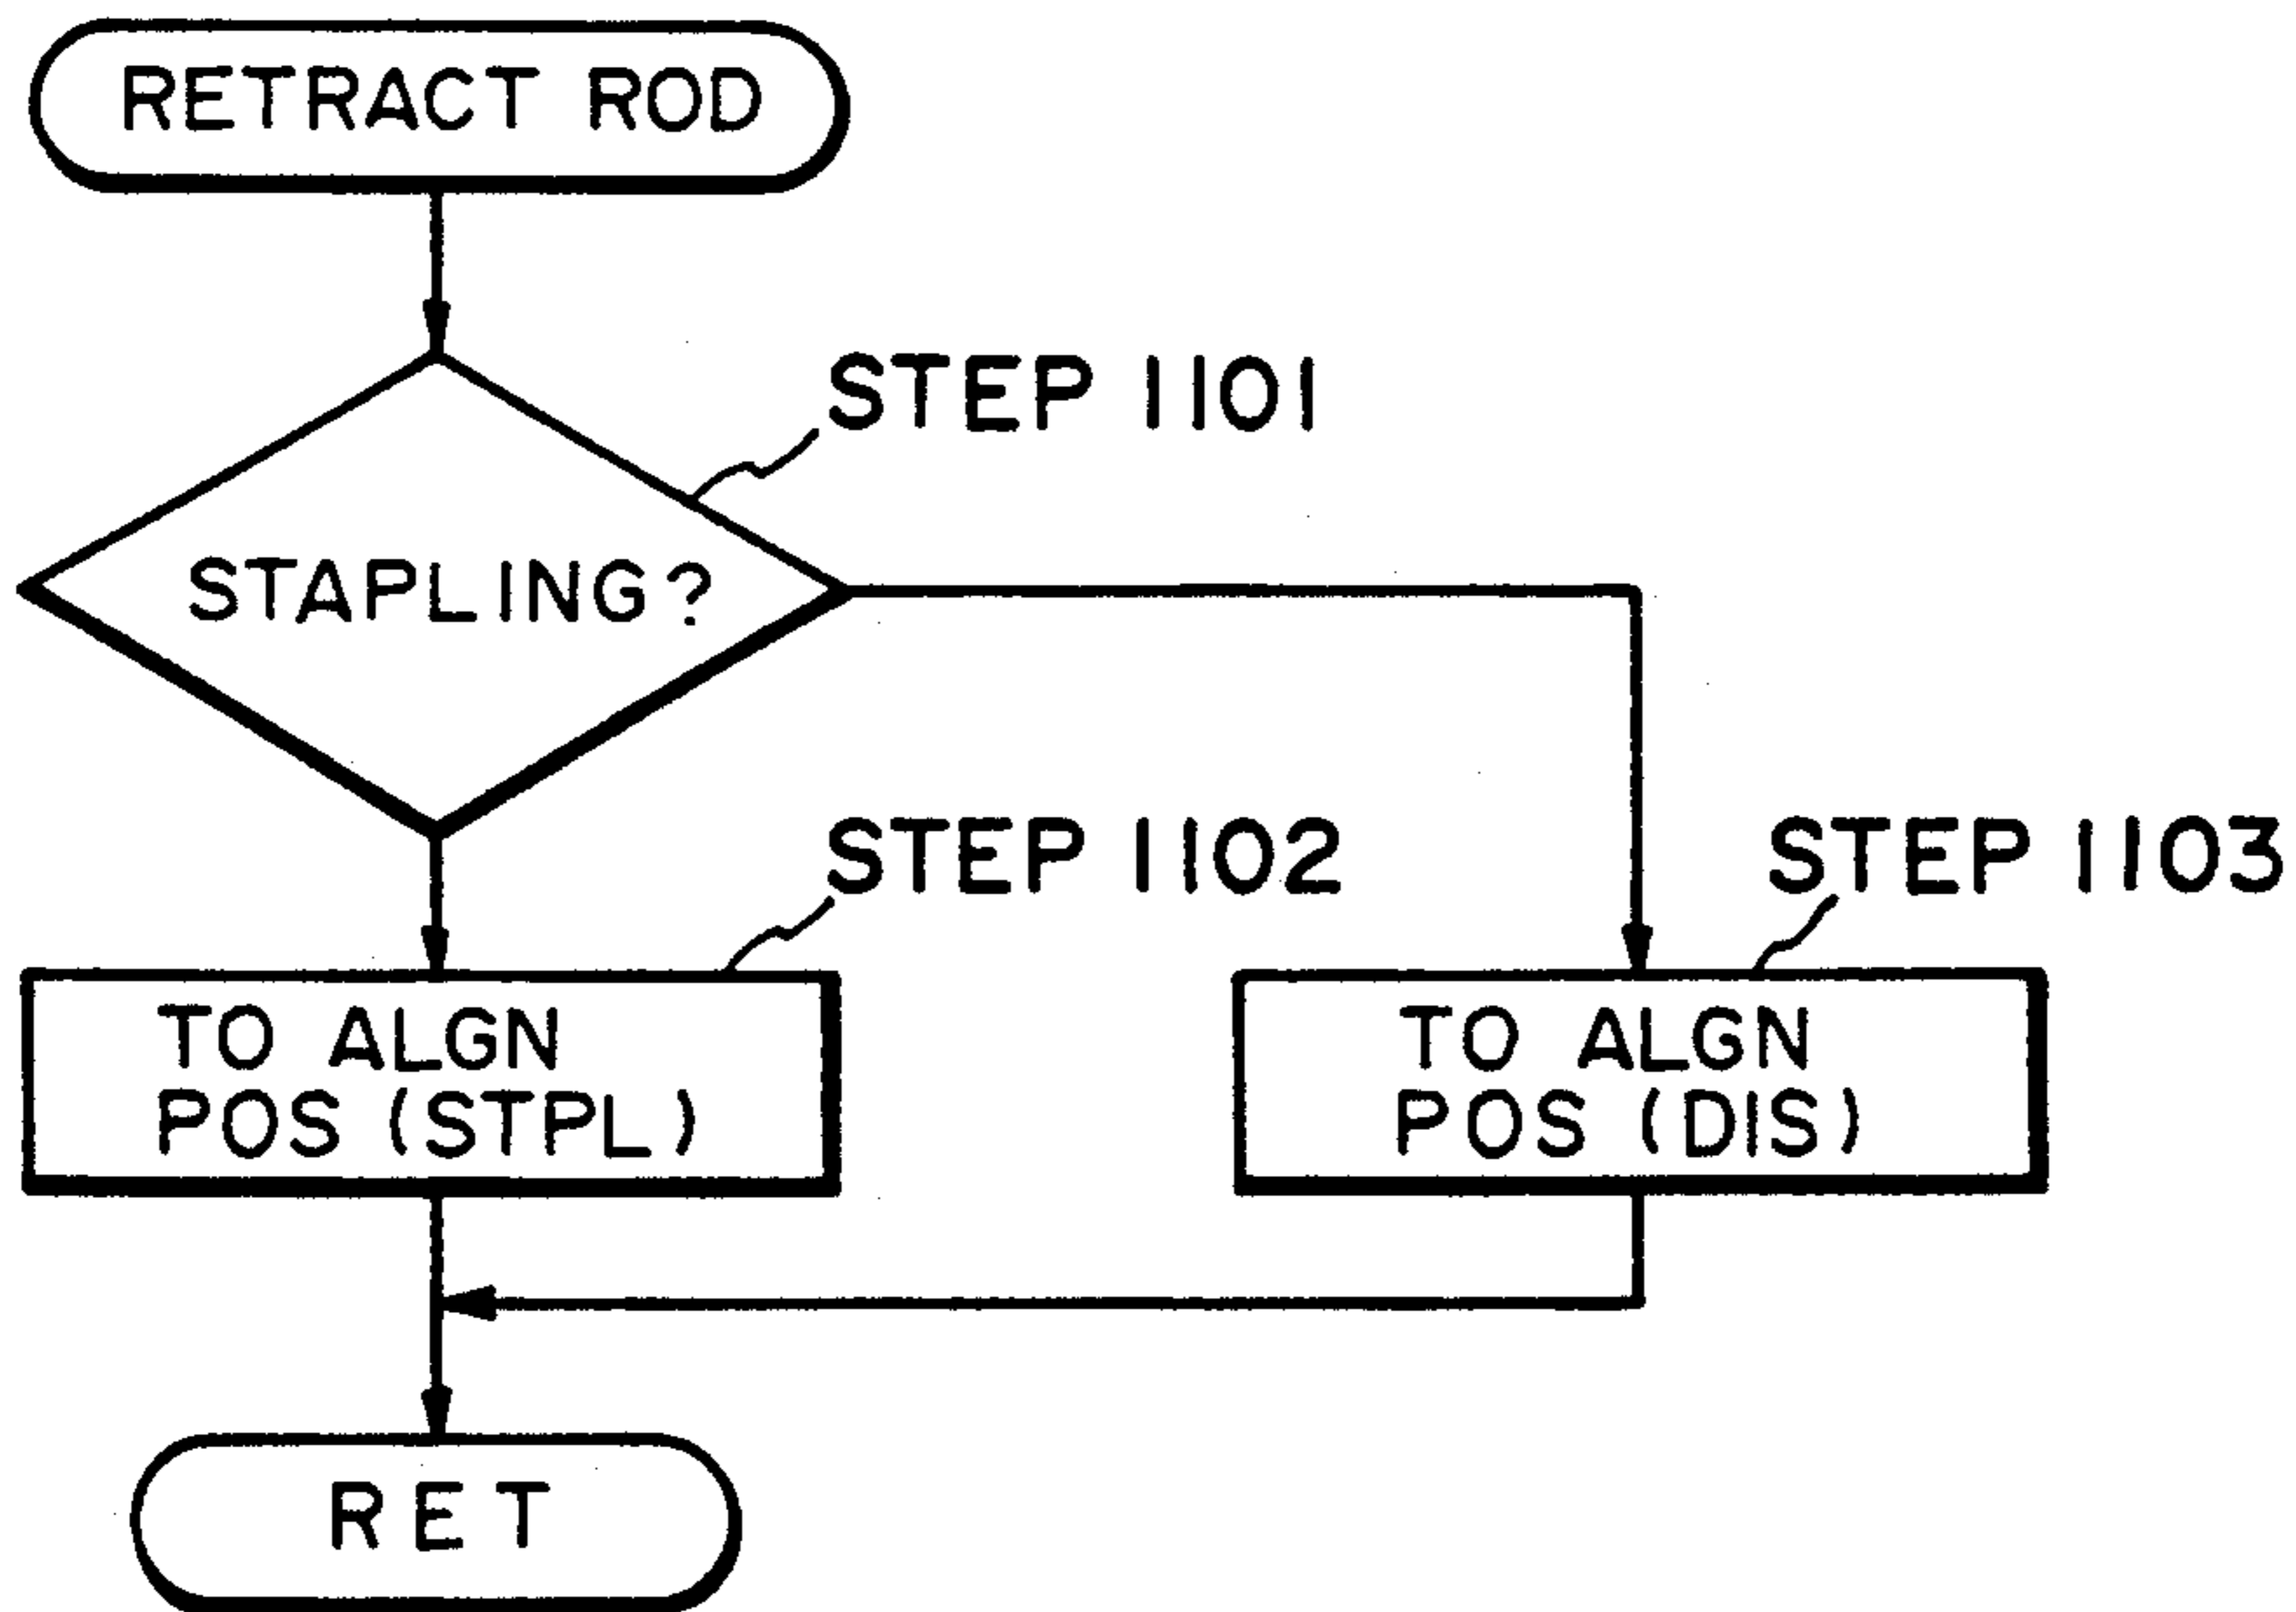 RETRACT ROD
STEP 1101
STAPLING?
STEP 1102
STEP 1103
TO ALGN
POS (STPL)
TO ALGN
POS (DIS)
RET